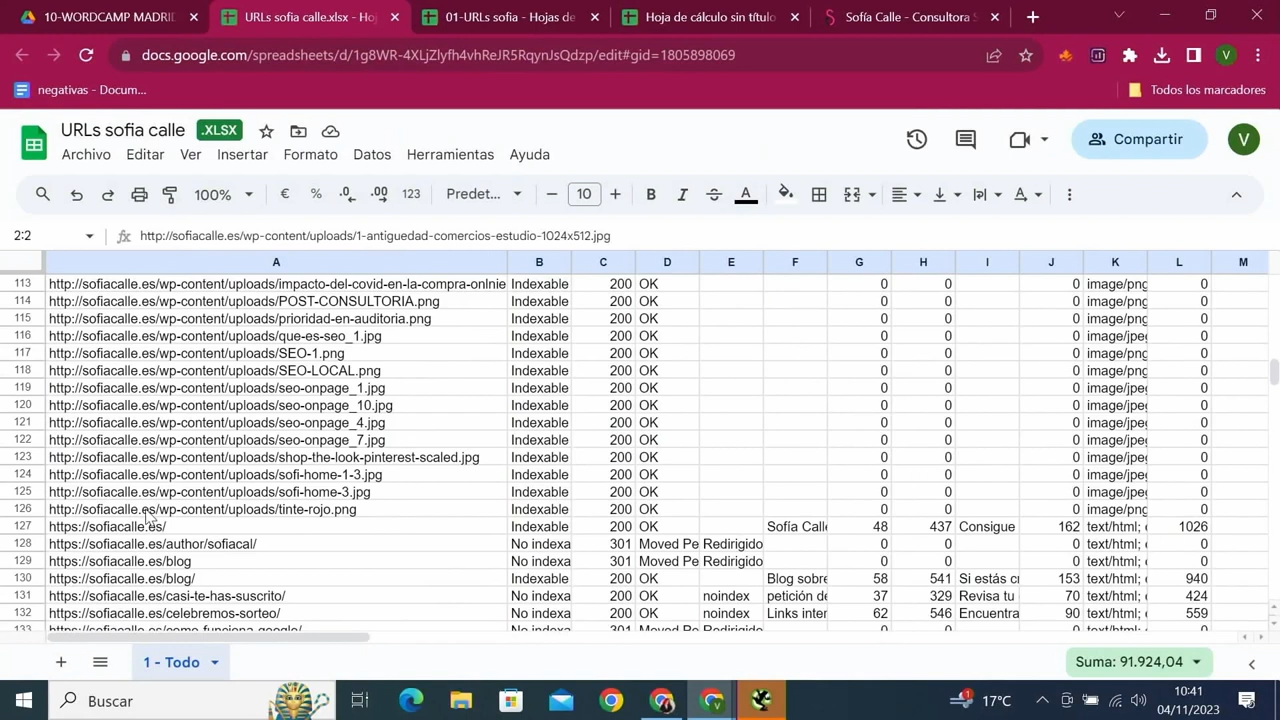 10-WORDCAMP MADRID
URLs sofia calle.xlsx - Ho
01-URLs sofia - Hojas de
Hoja de cálculo sin título
Sofía Calle - Consultora S
docs.google.com/spreadsheets/d/1g8WR-4XLjZlyfh4vhReJR5RqynJsQdzp/edit#gid=1805898069
negativas - Docum...
Todos los marcadores
URLs sofia calle .XLSX
Compartir
V
Archivo Editar Ver Insertar Formato Datos Herramientas Ayuda
100% € % .0 .00 123 Predet... 10 B I S A
2:2 fx http://sofiacalle.es/wp-content/uploads/1-antiguedad-comercios-estudio-1024x512.jpg
A B C D E F G H I J K L M
113 http://sofiacalle.es/wp-content/uploads/impacto-del-covid-en-la-compra-onlnie Indexable 200 OK 0 0 0 image/png 0
114 http://sofiacalle.es/wp-content/uploads/POST-CONSULTORIA.png Indexable 200 OK 0 0 0 image/png 0
115 http://sofiacalle.es/wp-content/uploads/prioridad-en-auditoria.png Indexable 200 OK 0 0 0 image/png 0
116 http://sofiacalle.es/wp-content/uploads/que-es-seo_1.jpg Indexable 200 OK 0 0 0 image/jpeg 0
117 http://sofiacalle.es/wp-content/uploads/SEO-1.png Indexable 200 OK 0 0 0 image/png 0
118 http://sofiacalle.es/wp-content/uploads/SEO-LOCAL.png Indexable 200 OK 0 0 0 image/png 0
119 http://sofiacalle.es/wp-content/uploads/seo-onpage_1.jpg Indexable 200 OK 0 0 0 image/jpeg 0
120 http://sofiacalle.es/wp-content/uploads/seo-onpage_10.jpg Indexable 200 OK 0 0 0 image/jpeg 0
121 http://sofiacalle.es/wp-content/uploads/seo-onpage_4.jpg Indexable 200 OK 0 0 0 image/jpeg 0
122 http://sofiacalle.es/wp-content/uploads/seo-onpage_7.jpg Indexable 200 OK 0 0 0 image/jpeg 0
123 http://sofiacalle.es/wp-content/uploads/shop-the-look-pinterest-scaled.jpg Indexable 200 OK 0 0 0 image/jpeg 0
124 http://sofiacalle.es/wp-content/uploads/sofi-home-1-3.jpg Indexable 200 OK 0 0 0 image/jpeg 0
125 http://sofiacalle.es/wp-content/uploads/sofi-home-3.jpg Indexable 200 OK 0 0 0 image/jpeg 0
126 http://sofiacalle.es/wp-content/uploads/tinte-rojo.png Indexable 200 OK 0 0 0 image/png 0
127 https://sofiacalle.es/ Indexable 200 OK Sofía Calle 48 437 Consigue 162 text/html; c 1026
128 https://sofiacalle.es/author/sofiacal/ No indexa 301 Moved Pe Redirigido 0 0 0 text/html; c 0
129 https://sofiacalle.es/blog No indexa 301 Moved Pe Redirigido 0 0 0 text/html; c 0
130 https://sofiacalle.es/blog/ Indexable 200 OK Blog sobre 58 541 Si estás cr 153 text/html; c 940
131 https://sofiacalle.es/casi-te-has-suscrito/ No indexa 200 OK noindex petición de 37 329 Revisa tu 70 text/html; c 424
132 https://sofiacalle.es/celebremos-sorteo/ No indexa 200 OK noindex Links inter 62 546 Encuentra 90 text/html; c 559
133 https://sofiacalle.es/como-funciona-google/ No indexa 301 Moved Pe Redirigido 0 0 0 text/html; c 0
1 - Todo
Suma: 91.924,04
Buscar
1
17°C
10:41
04/11/2023